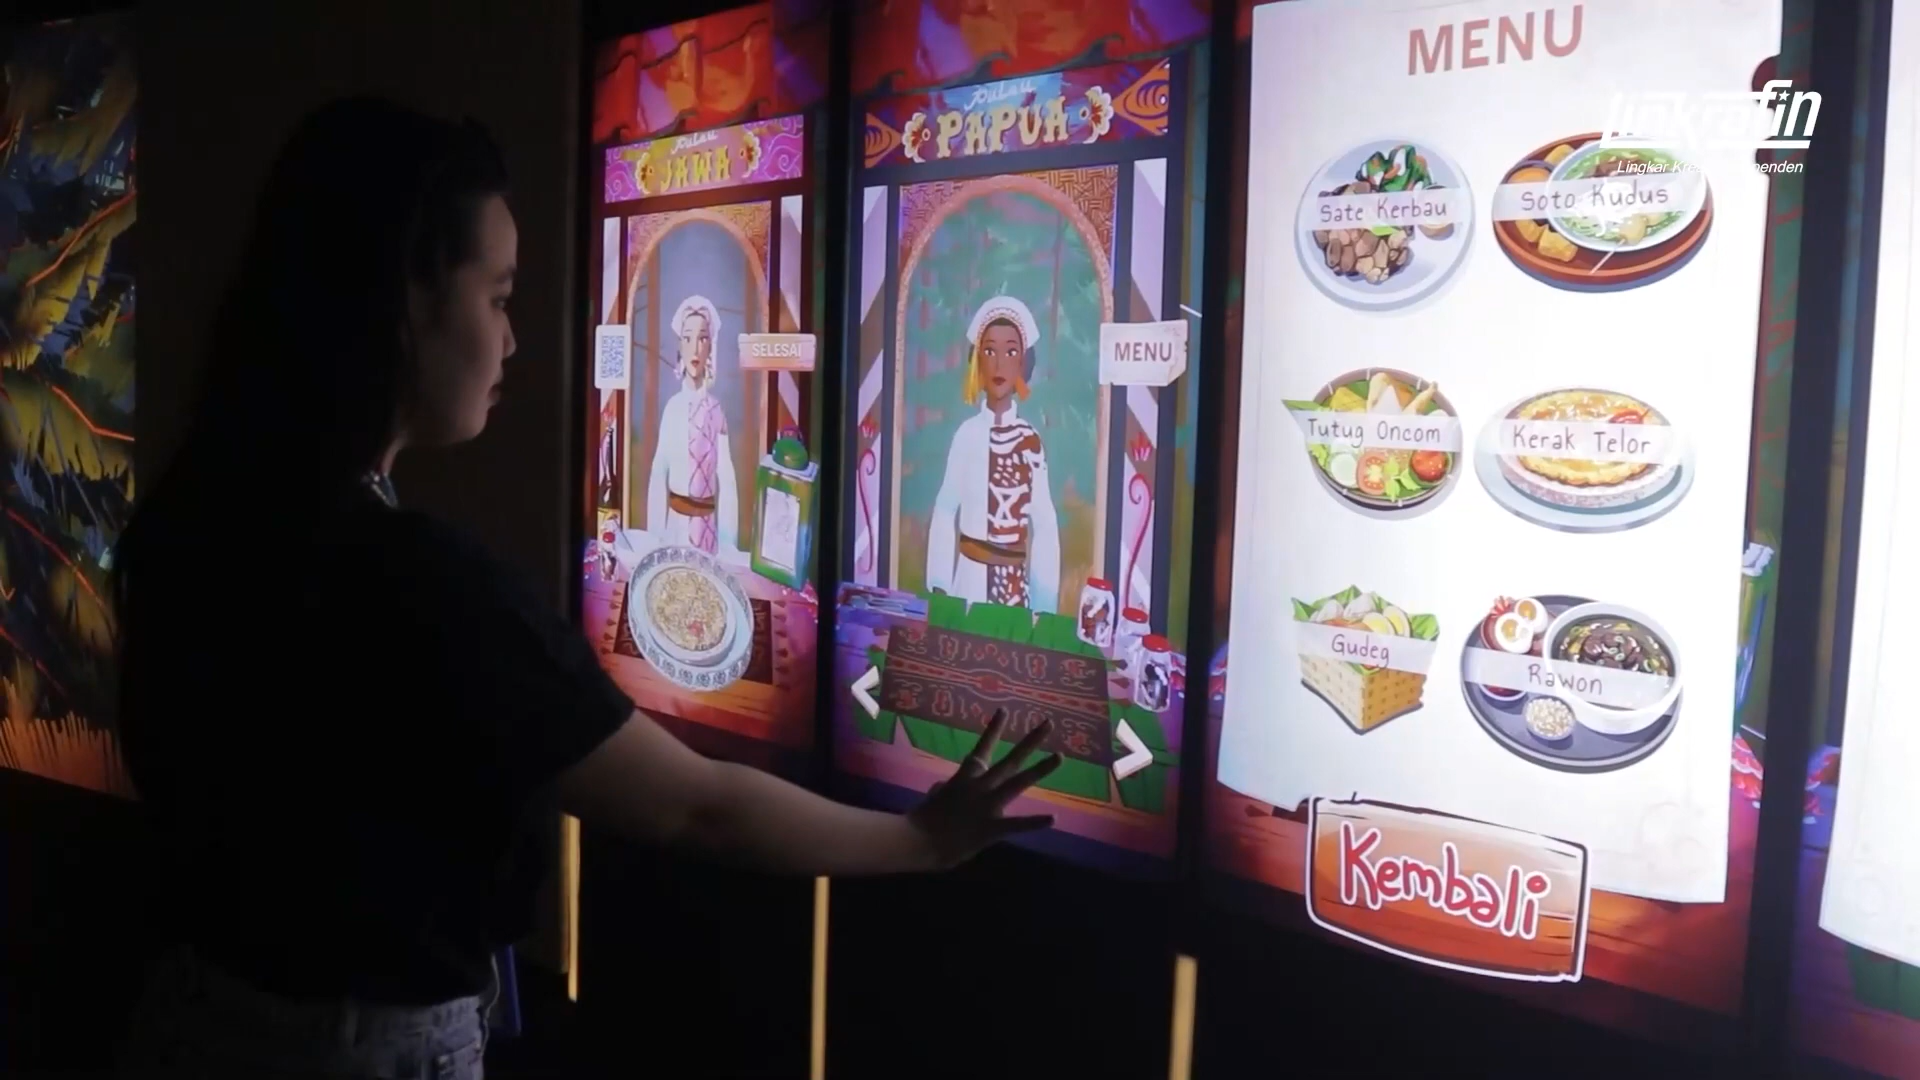 Pulau
JAWA
SELESAI
Pulau
PAPUA
MENU
MENU
Sate Kerbau
Soto Kudus
Tutug Oncom
Kerak Telor
Gudeg
Rawon
Kembali
linkrafin